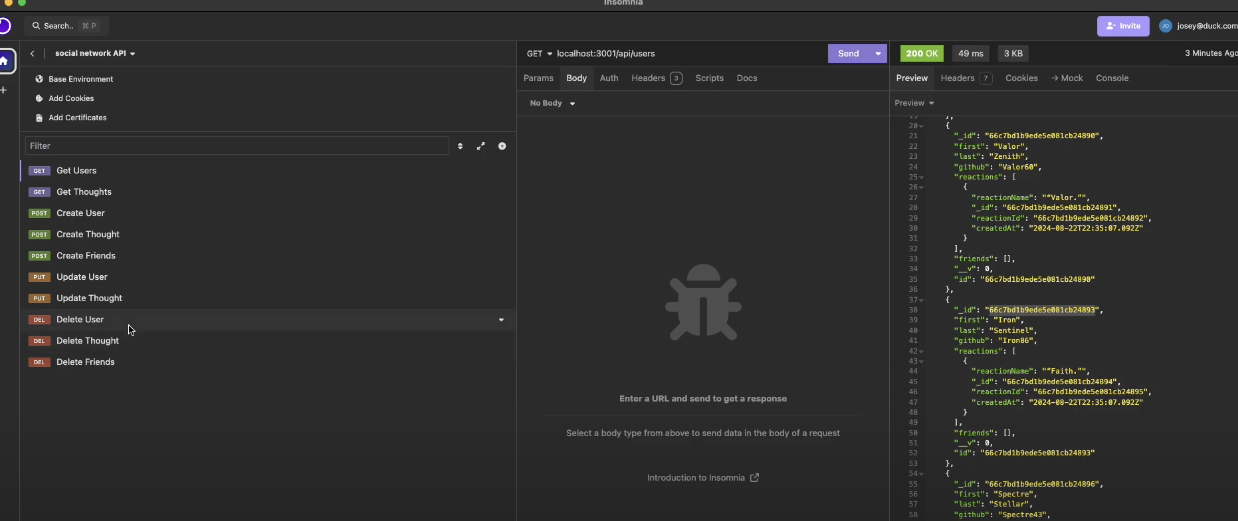 Insomnia
Search.. ⌘ P
Invite
JO
josey@duck.com
social network API
Base Environment
Add Cookies
Add Certificates
Filter
GET Get Users
GET Get Thoughts
POST Create User
POST Create Thought
POST Create Friends
PUT Update User
PUT Update Thought
DEL Delete User
DEL Delete Thought
DEL Delete Friends
GET localhost:3001/api/users
Send
Params Body Auth Headers 3 Scripts Docs
No Body
Enter a URL and send to get a response
Select a body type from above to send data in the body of a request
Introduction to Insomnia
200 OK 49 ms 3 KB 3 Minutes Ago
Preview Headers 7 Cookies → Mock Console
Preview
19 },
20 {
21 "_id": "66c7bd1b9ede5e081cb24890",
22 "first": "Valor",
23 "last": "Zenith",
24 "github": "Valor60",
25 "reactions": [
26 {
27 "reactionName": "“Valor.”",
28 "_id": "66c7bd1b9ede5e081cb24891",
29 "reactionId": "66c7bd1b9ede5e081cb24892",
30 "createdAt": "2024-08-22T22:35:07.092Z"
31 }
32 ],
33 "friends": [],
34 "__v": 0,
35 "id": "66c7bd1b9ede5e081cb24890"
36 },
37 {
38 "_id": "66c7bd1b9ede5e081cb24893",
39 "first": "Iron",
40 "last": "Sentinel",
41 "github": "Iron86",
42 "reactions": [
43 {
44 "reactionName": "“Faith.”",
45 "_id": "66c7bd1b9ede5e081cb24894",
46 "reactionId": "66c7bd1b9ede5e081cb24895",
47 "createdAt": "2024-08-22T22:35:07.092Z"
48 }
49 ],
50 "friends": [],
51 "__v": 0,
52 "id": "66c7bd1b9ede5e081cb24893"
53 },
54 {
55 "_id": "66c7bd1b9ede5e081cb24896",
56 "first": "Spectre",
57 "last": "Stellar",
58 "github": "Spectre43",